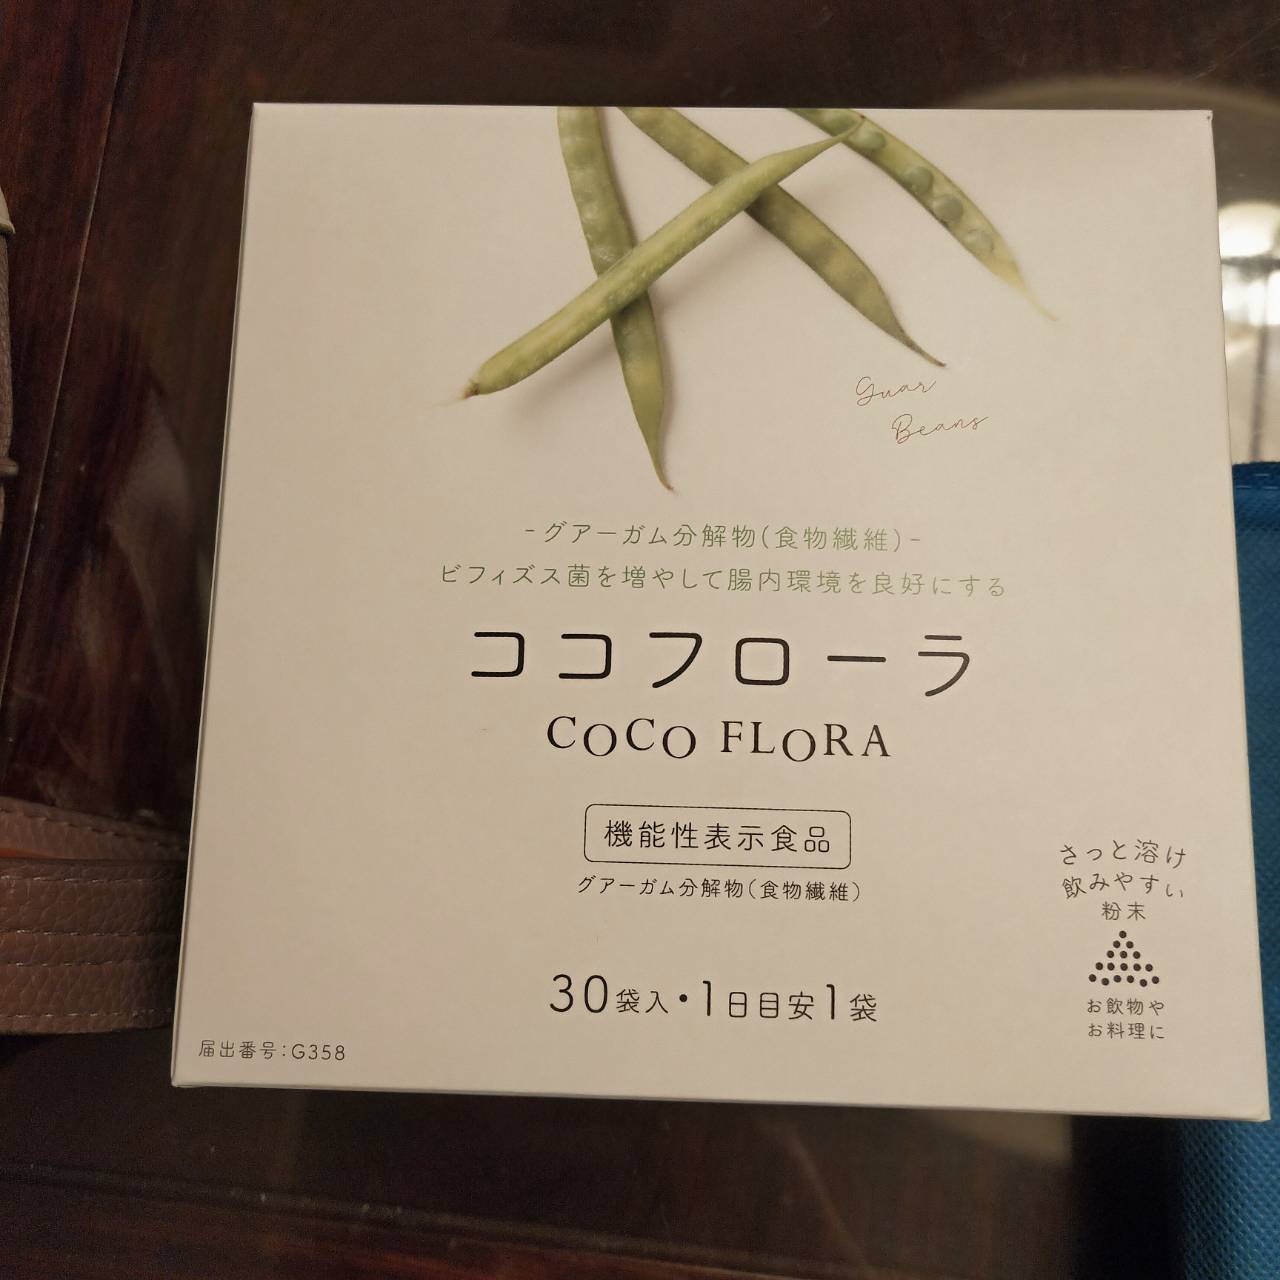 Guar
Beans
-グアーガム分解物(食物繊維)-
ビフィズス菌を増やして腸内環境を良好にする
ココフローラ
COCO FLORA
機能性表示食品
グアーガム分解物(食物繊維)
30袋入・1日目安1袋
さっと溶け
飲みやすい
粉末
お飲物や
お料理に
届出番号:G358